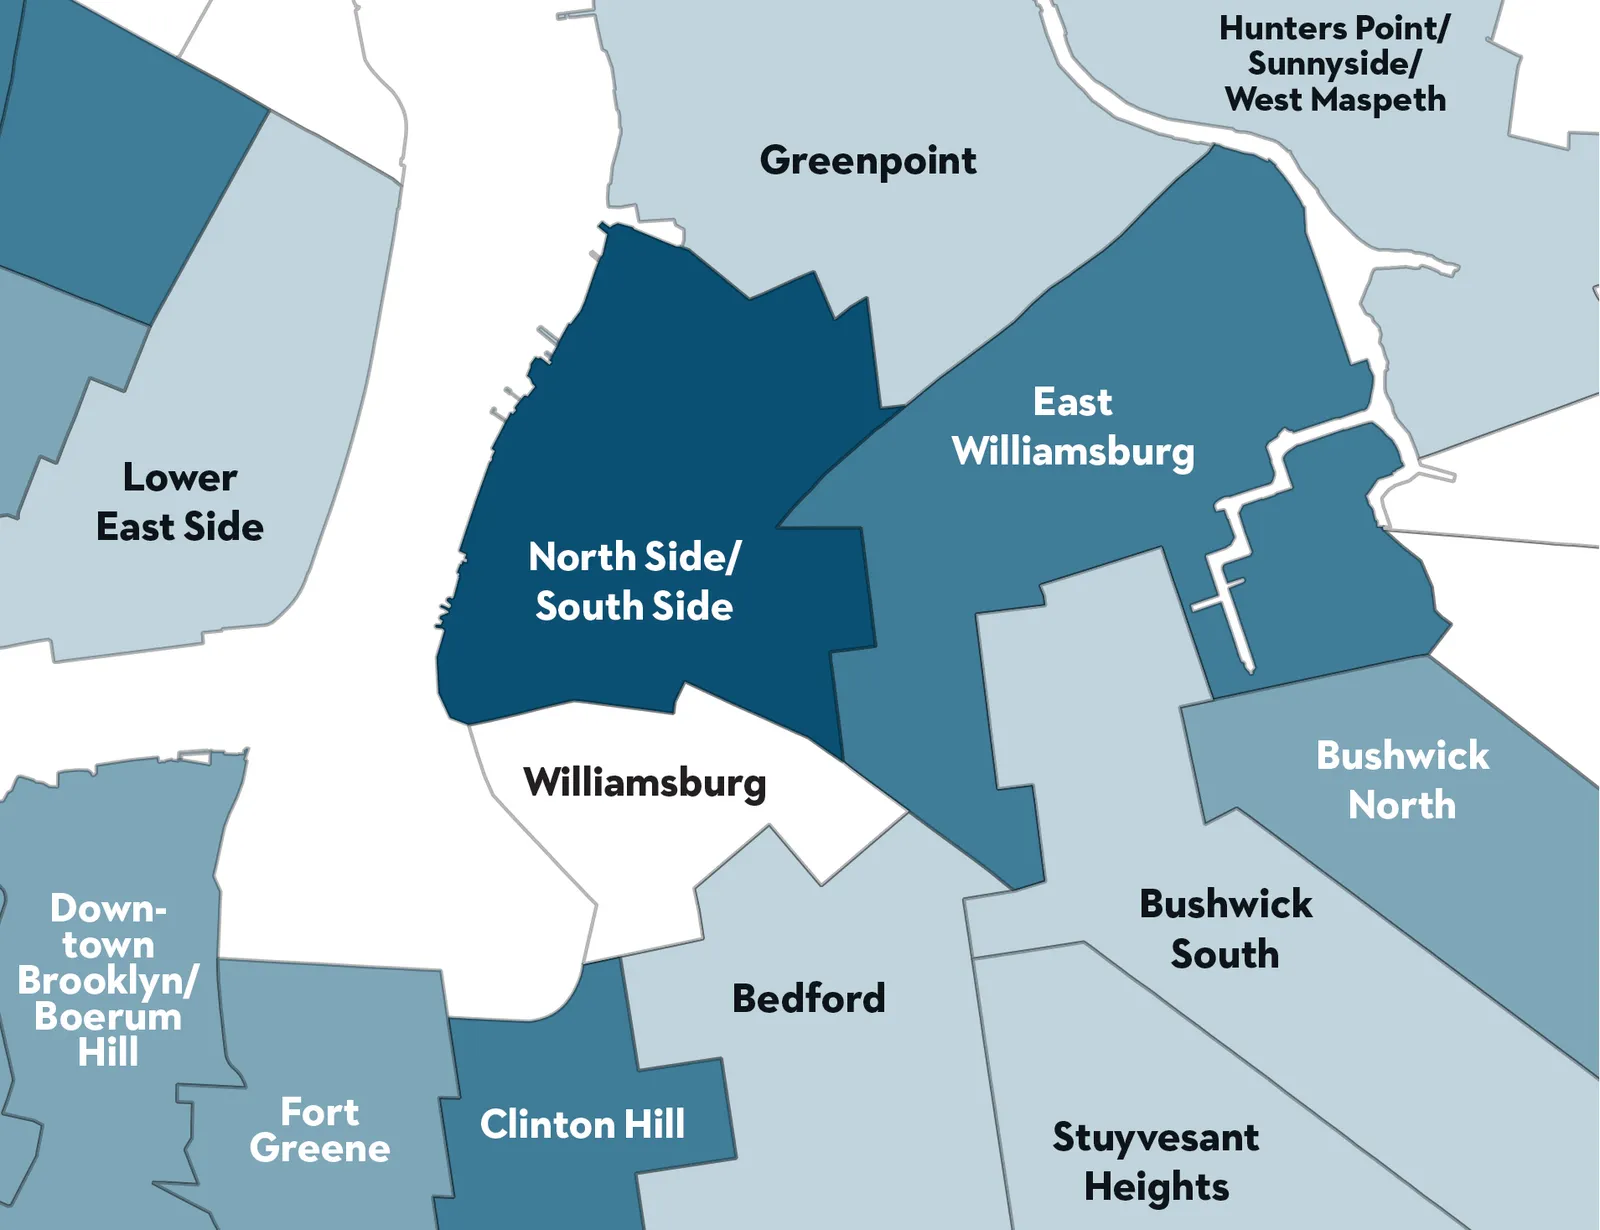 Hunters Point/
Sunnyside/
West Maspeth
Greenpoint
East
Williamsburg
Lower
East Side
North Side/
South Side
Williamsburg
Bushwick
North
Bushwick
South
Down-
town
Brooklyn/
Boerum
Hill
Bedford
Fort
Greene
Clinton Hill
Stuyvesant
Heights